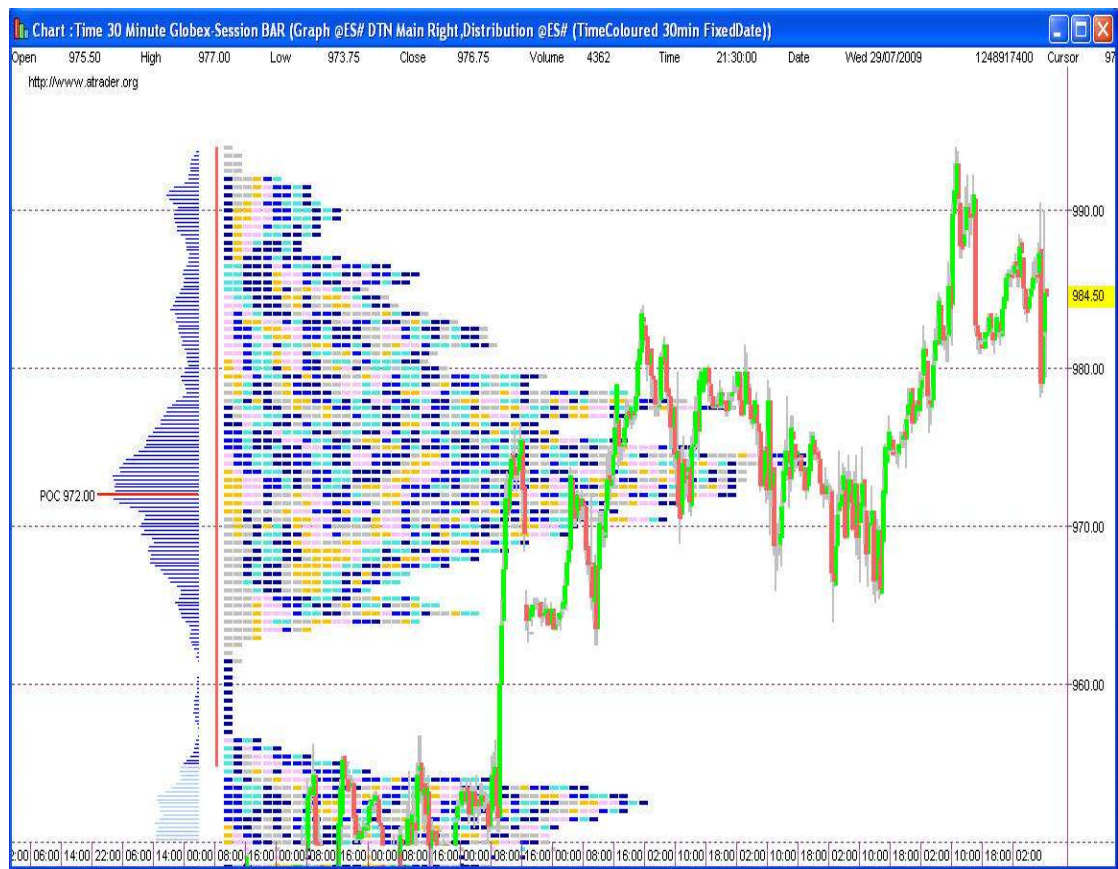 Chart :Time 30 Minute Globex-Session BAR (Graph @ES# DTN Main Right,Distribution @ES# (TimeColoured 30min FixedDate))
Open 975.50 High 977.00 Low 973.75 Close 976.75 Volume 4362 Time 21:30:00 Date Wed 29/07/2009 1248917400 Cursor 97
http://www.atrader.org
990.00
984.50
980.00
POC 972.00
970.00
960.00
2:00 06:00 14:00 22:00 06:00 14:00 00:00 08:00 16:00 00:00 08:00 16:00 00:00 08:00 16:00 00:00 08:00 16:00 00:00 08:00 16:00 02:00 10:00 18:00 02:00 10:00 18:00 02:00 10:00 18:00 02:00 10:00 18:00 02:00